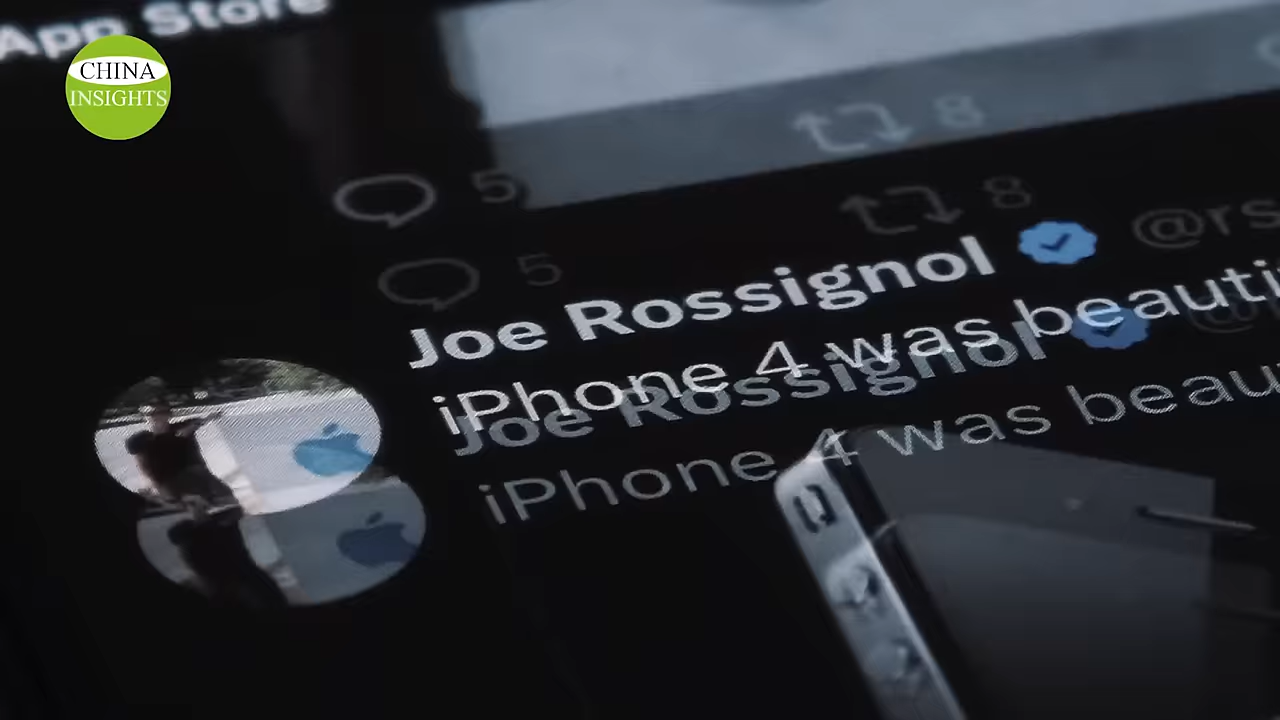 App Store
CHINA
INSIGHTS
8
5
8
5
Joe Rossignol @rs
iPhone 4 was beauti
Joe Rossignol @
iPhone 4 was beau